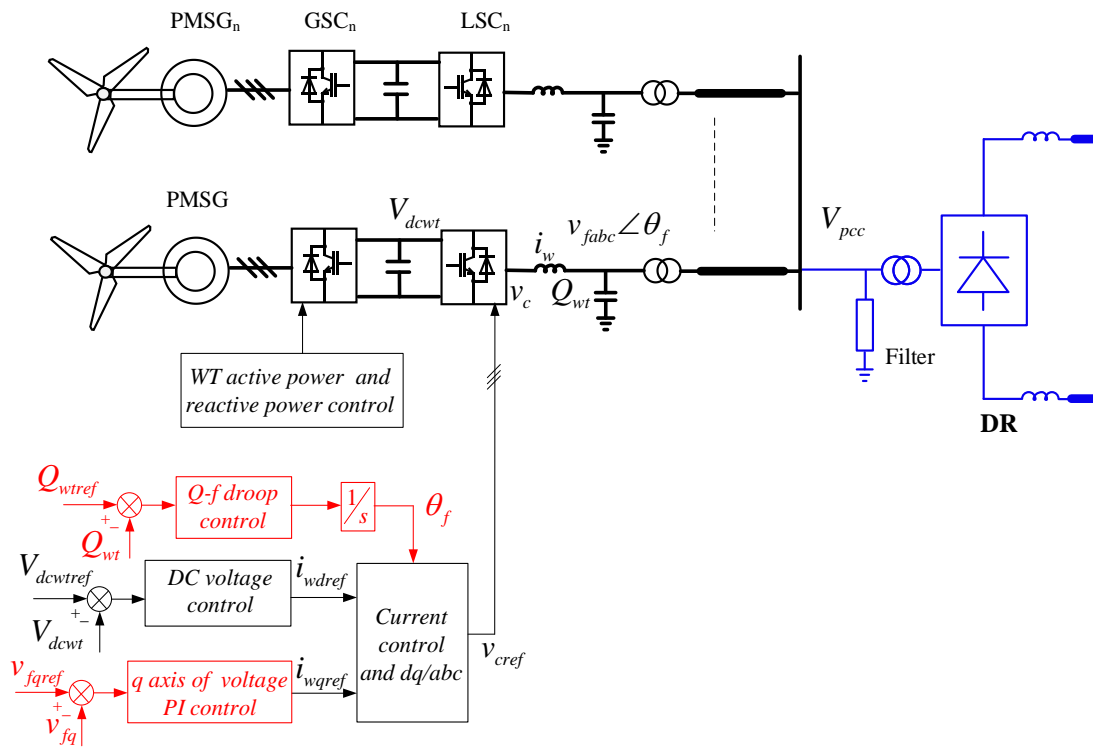 PMSGn GSCn LSCn
PMSG
Vdcwt
iw
vfabc∠θf
Vpcc
vc
Qwt
Filter
DR
WT active power and
reactive power control
Qwtref
+
−
Qwt
Q-f droop
control
1/s
θf
Vdcwtref
+
−
Vdcwt
DC voltage
control
iwdref
Current
control
and dq/abc
vcref
vfqref
+
−
vfq
q axis of voltage
PI control
iwqref